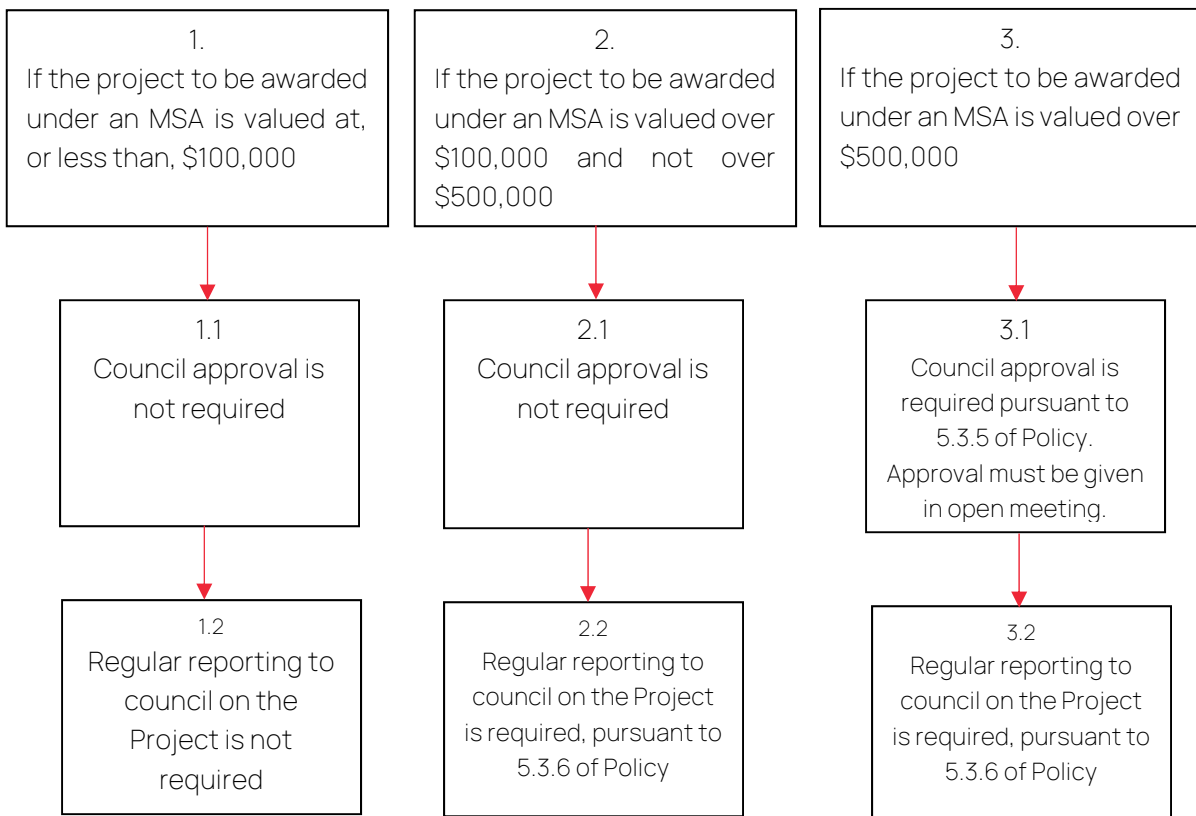 1.
If the project to be awarded
under an MSA is valued at,
or less than, $100,000
2.
If the project to be awarded
under an MSA is valued over
$100,000 and not over
$500,000
3.
If the project to be awarded
under an MSA is valued over
$500,000
1.1
Council approval is
not required
2.1
Council approval is
not required
3.1
Council approval is
required pursuant to
5.3.5 of Policy.
Approval must be given
in open meeting.
1.2
Regular reporting to
council on the
Project is not
required
2.2
Regular reporting to
council on the Project
is required, pursuant to
5.3.6 of Policy
3.2
Regular reporting to
council on the Project
is required, pursuant to
5.3.6 of Policy